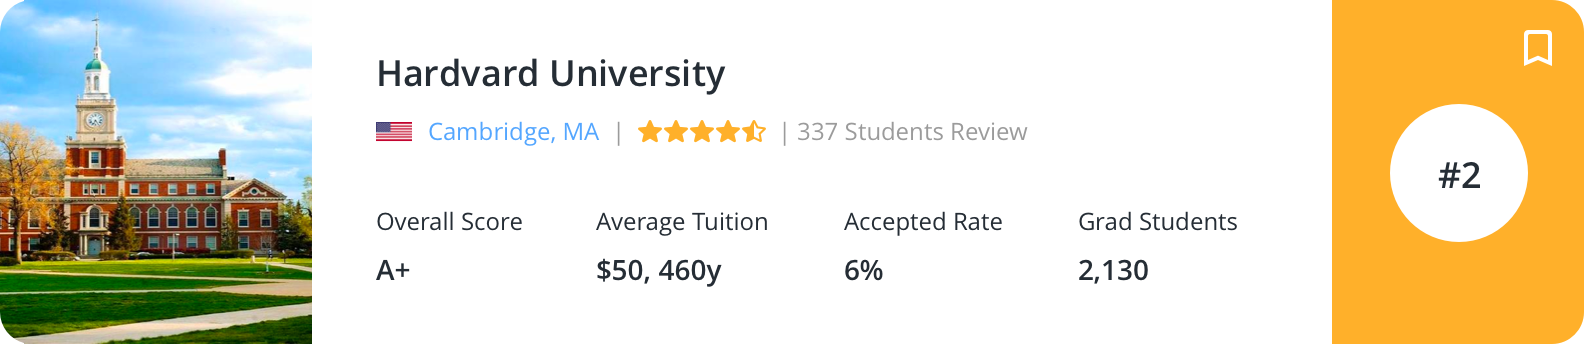 Hardvard University
Cambridge, MA | | 337 Students Review
Overall Score Average Tuition Accepted Rate Grad Students
A+ $50, 460y 6% 2,130
#2